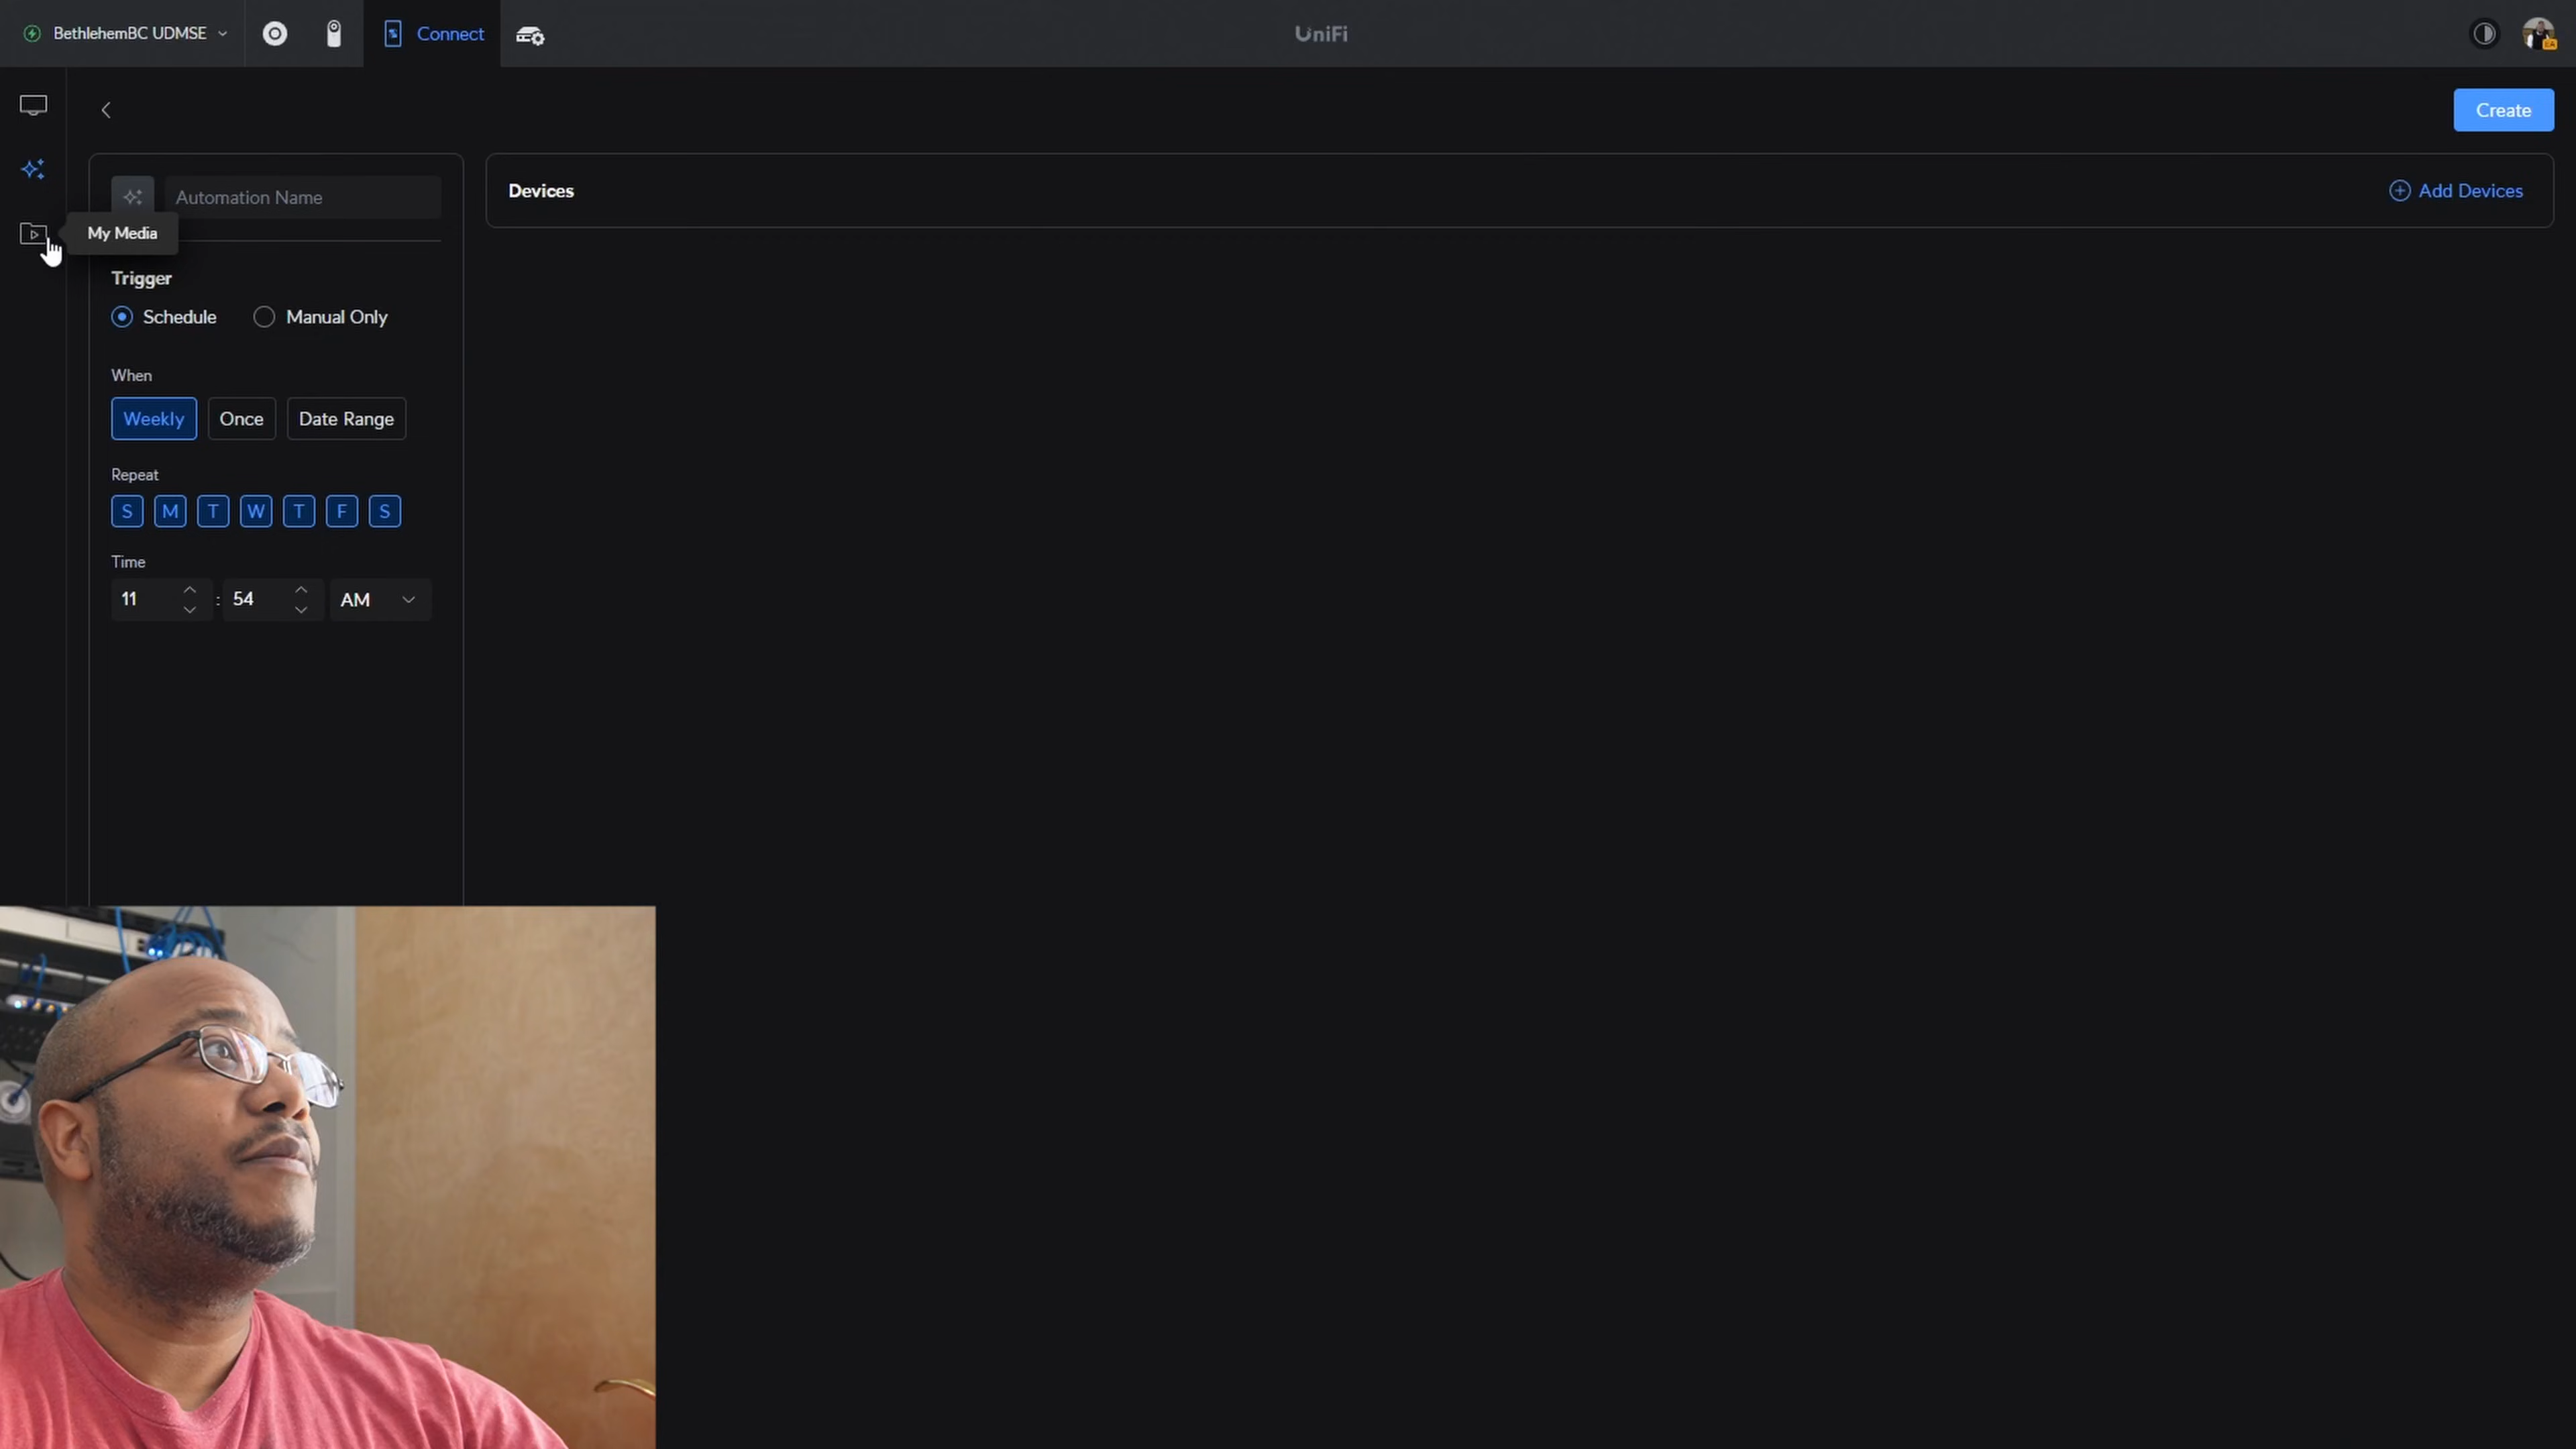 BethlehemBC UDMSE
Connect
UniFi
Create
Automation Name
Devices
Add Devices
My Media
Trigger
Schedule
Manual Only
When
Weekly
Once
Date Range
Repeat
S M T W T F S
Time
11 : 54 AM
EA